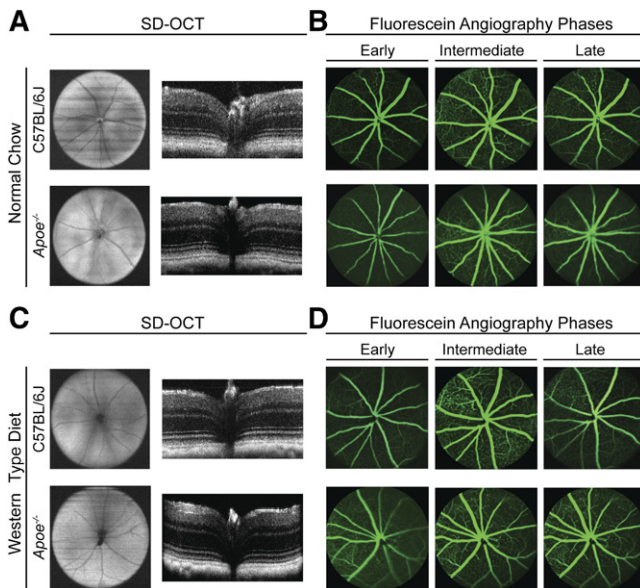 A
SD-OCT
B
Fluorescein Angiography Phases
Early
Intermediate
Late
Normal Chow
C57BL/6J
Apoe-/-
C
SD-OCT
D
Fluorescein Angiography Phases
Early
Intermediate
Late
Western Type Diet
C57BL/6J
Apoe-/-